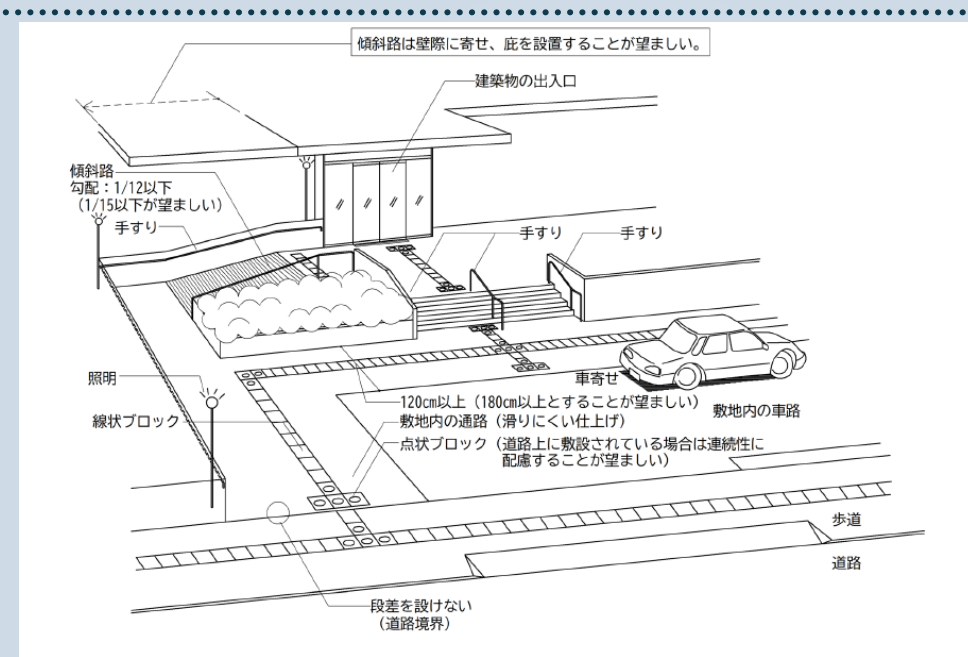 傾斜路は壁際に寄せ、庇を設置することが望ましい。
建築物の出入口
傾斜路
勾配：1/12以下
（1/15以下が望ましい）
手すり
手すり
手すり
照明
線状ブロック
車寄せ
120㎝以上（180㎝以上とすることが望ましい）
敷地内の車路
敷地内の通路（滑りにくい仕上げ）
点状ブロック（道路上に敷設されている場合は連続性に
配慮することが望ましい）
歩道
道路
段差を設けない
（道路境界）